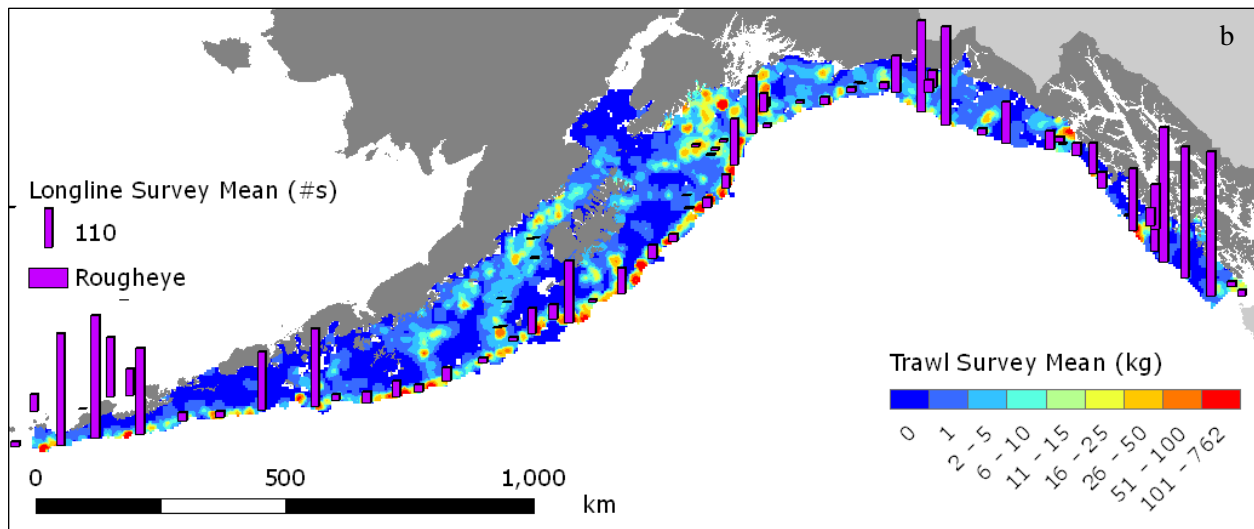 b
Longline Survey Mean (#s)
110
Rougheye
Trawl Survey Mean (kg)
0
1
2 - 5
6 - 10
11 - 15
16 - 25
26 - 50
51 - 100
101 - 762
0 500 1,000
km